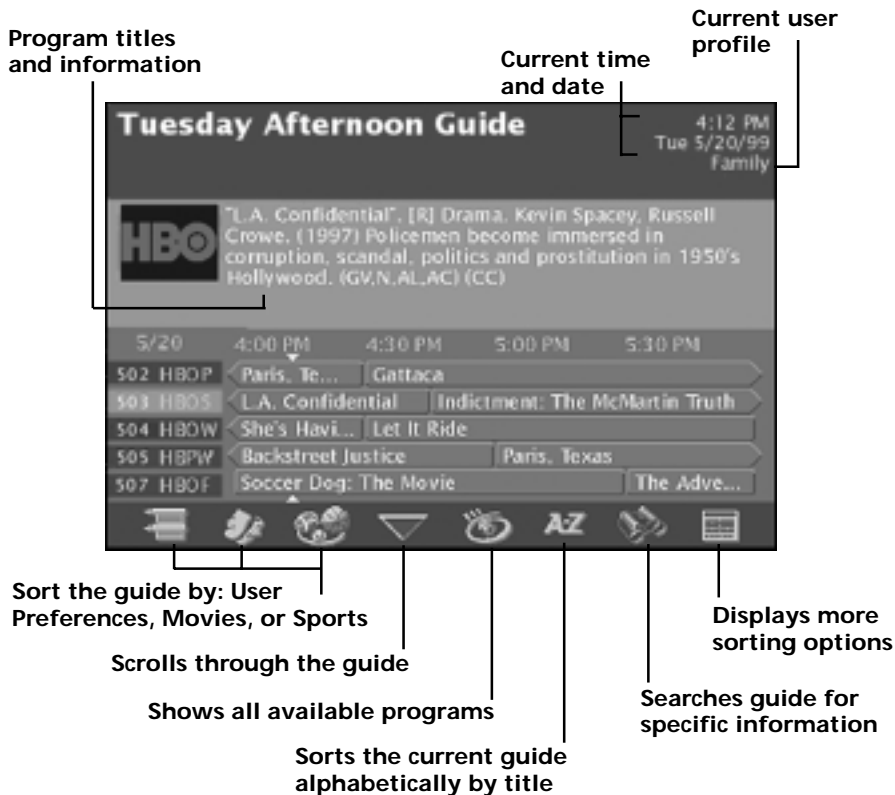 Program titles
and information
Current time
and date
Current user
profile
Tuesday Afternoon Guide
4:12 PM
Tue 5/20/99
Family
HBO
"L.A. Confidential". [R] Drama. Kevin Spacey, Russell
Crowe. (1997) Policemen become immersed in
corruption, scandal, politics and prostitution in 1950's
Hollywood. (GV,N,AL,AC) (CC)
5/20 4:00 PM 4:30 PM 5:00 PM 5:30 PM
502 HBOP Paris, Te... Gattaca
503 HBOS L.A. Confidential Indictment: The McMartin Truth
504 HBOW She's Havi... Let It Ride
505 HBPW Backstreet Justice Paris, Texas
507 HBOF Soccer Dog: The Movie The Adve...
A-Z
Sort the guide by: User
Preferences, Movies, or Sports
Scrolls through the guide
Shows all available programs
Sorts the current guide
alphabetically by title
Searches guide for
specific information
Displays more
sorting options